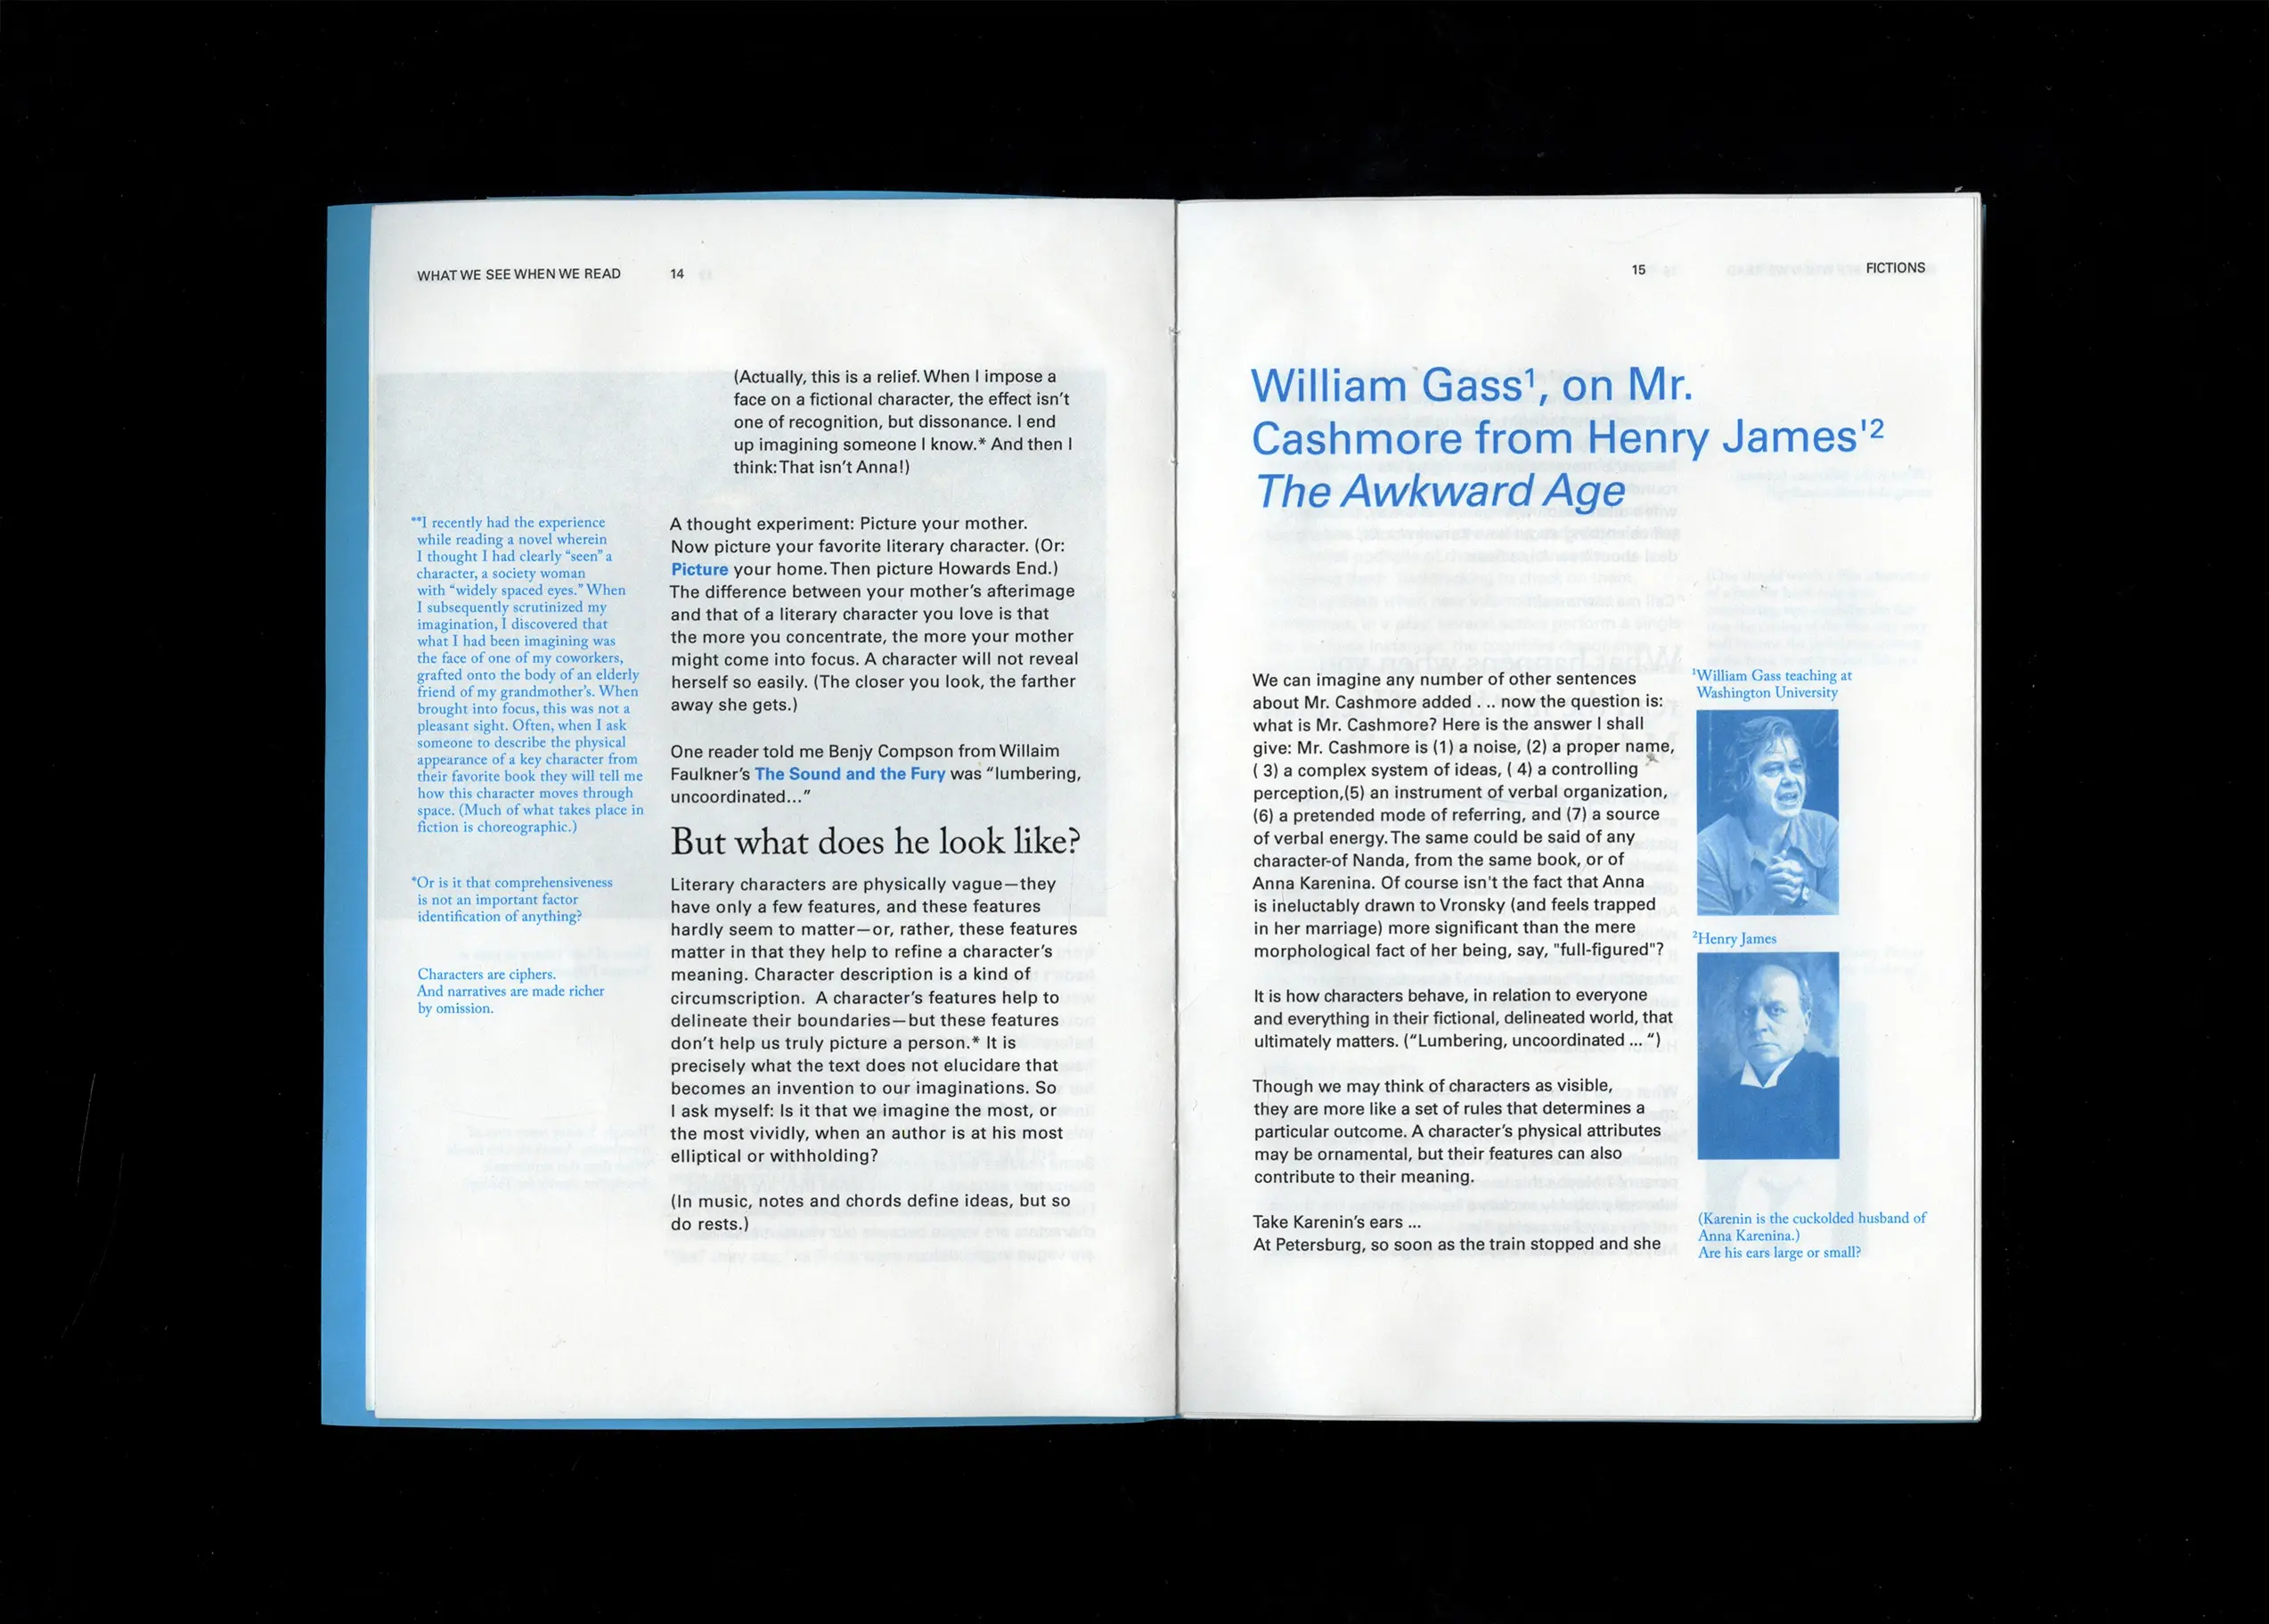 WHAT WE SEE WHEN WE READ
14
(Actually, this is a relief. When I impose a
face on a fictional character, the effect isn’t
one of recognition, but dissonance. I end
up imagining someone I know.* And then I
think: That isn’t Anna!)
**I recently had the experience
while reading a novel wherein
I thought I had clearly “seen” a
character, a society woman
with “widely spaced eyes.” When
I subsequently scrutinized my
imagination, I discovered that
what I had been imagining was
the face of one of my coworkers,
grafted onto the body of an elderly
friend of my grandmother’s. When
brought into focus, this was not a
pleasant sight. Often, when I ask
someone to describe the physical
appearance of a key character from
their favorite book they will tell me
how this character moves through
space. (Much of what takes place in
fiction is choreographic.)
*Or is it that comprehensiveness
is not an important factor
identification of anything?
Characters are ciphers.
And narratives are made richer
by omission.
A thought experiment: Picture your mother.
Now picture your favorite literary character. (Or:
Picture your home. Then picture Howards End.)
The difference between your mother’s afterimage
and that of a literary character you love is that
the more you concentrate, the more your mother
might come into focus. A character will not reveal
herself so easily. (The closer you look, the farther
away she gets.)
One reader told me Benjy Compson from Willaim
Faulkner’s The Sound and the Fury was “lumbering,
uncoordinated...”
But what does he look like?
Literary characters are physically vague—they
have only a few features, and these features
hardly seem to matter—or, rather, these features
matter in that they help to refine a character’s
meaning. Character description is a kind of
circumscription. A character’s features help to
delineate their boundaries—but these features
don’t help us truly picture a person.* It is
precisely what the text does not elucidare that
becomes an invention to our imaginations. So
I ask myself: Is it that we imagine the most, or
the most vividly, when an author is at his most
elliptical or withholding?
(In music, notes and chords define ideas, but so
do rests.)
15
FICTIONS
William Gass¹, on Mr.
Cashmore from Henry James'²
The Awkward Age
We can imagine any number of other sentences
about Mr. Cashmore added . .. now the question is:
what is Mr. Cashmore? Here is the answer I shall
give: Mr. Cashmore is (1) a noise, (2) a proper name,
( 3) a complex system of ideas, ( 4) a controlling
perception,(5) an instrument of verbal organization,
(6) a pretended mode of referring, and (7) a source
of verbal energy. The same could be said of any
character-of Nanda, from the same book, or of
Anna Karenina. Of course isn't the fact that Anna
is ineluctably drawn to Vronsky (and feels trapped
in her marriage) more significant than the mere
morphological fact of her being, say, "full-figured"?
It is how characters behave, in relation to everyone
and everything in their fictional, delineated world, that
ultimately matters. (“Lumbering, uncoordinated ... “)
Though we may think of characters as visible,
they are more like a set of rules that determines a
particular outcome. A character’s physical attributes
may be ornamental, but their features can also
contribute to their meaning.
Take Karenin’s ears ...
At Petersburg, so soon as the train stopped and she
¹William Gass teaching at
Washington University
²Henry James
(Karenin is the cuckolded husband of
Anna Karenina.)
Are his ears large or small?